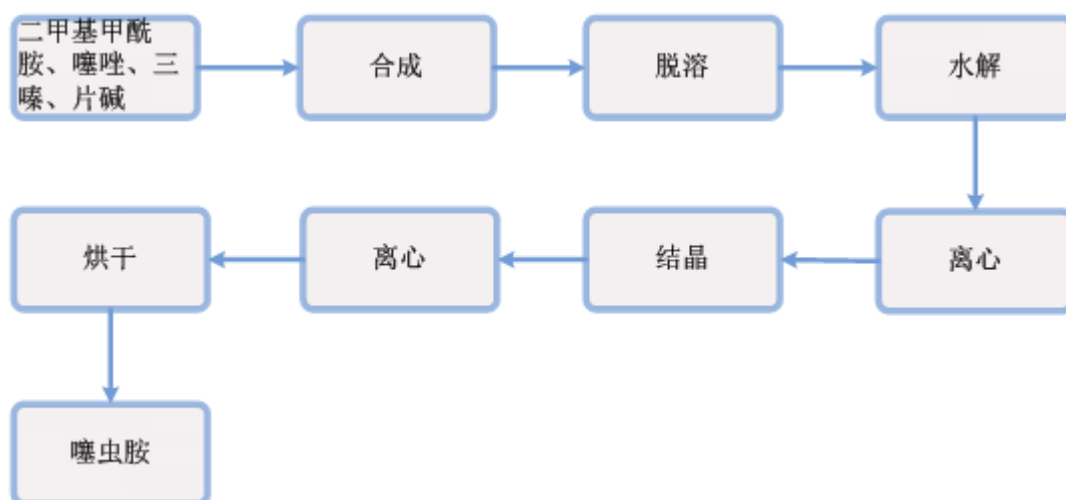 二甲基甲酰
胺、噻唑、三
嗪、片碱
合成
脱溶
水解
离心
结晶
离心
烘干
噻虫胺